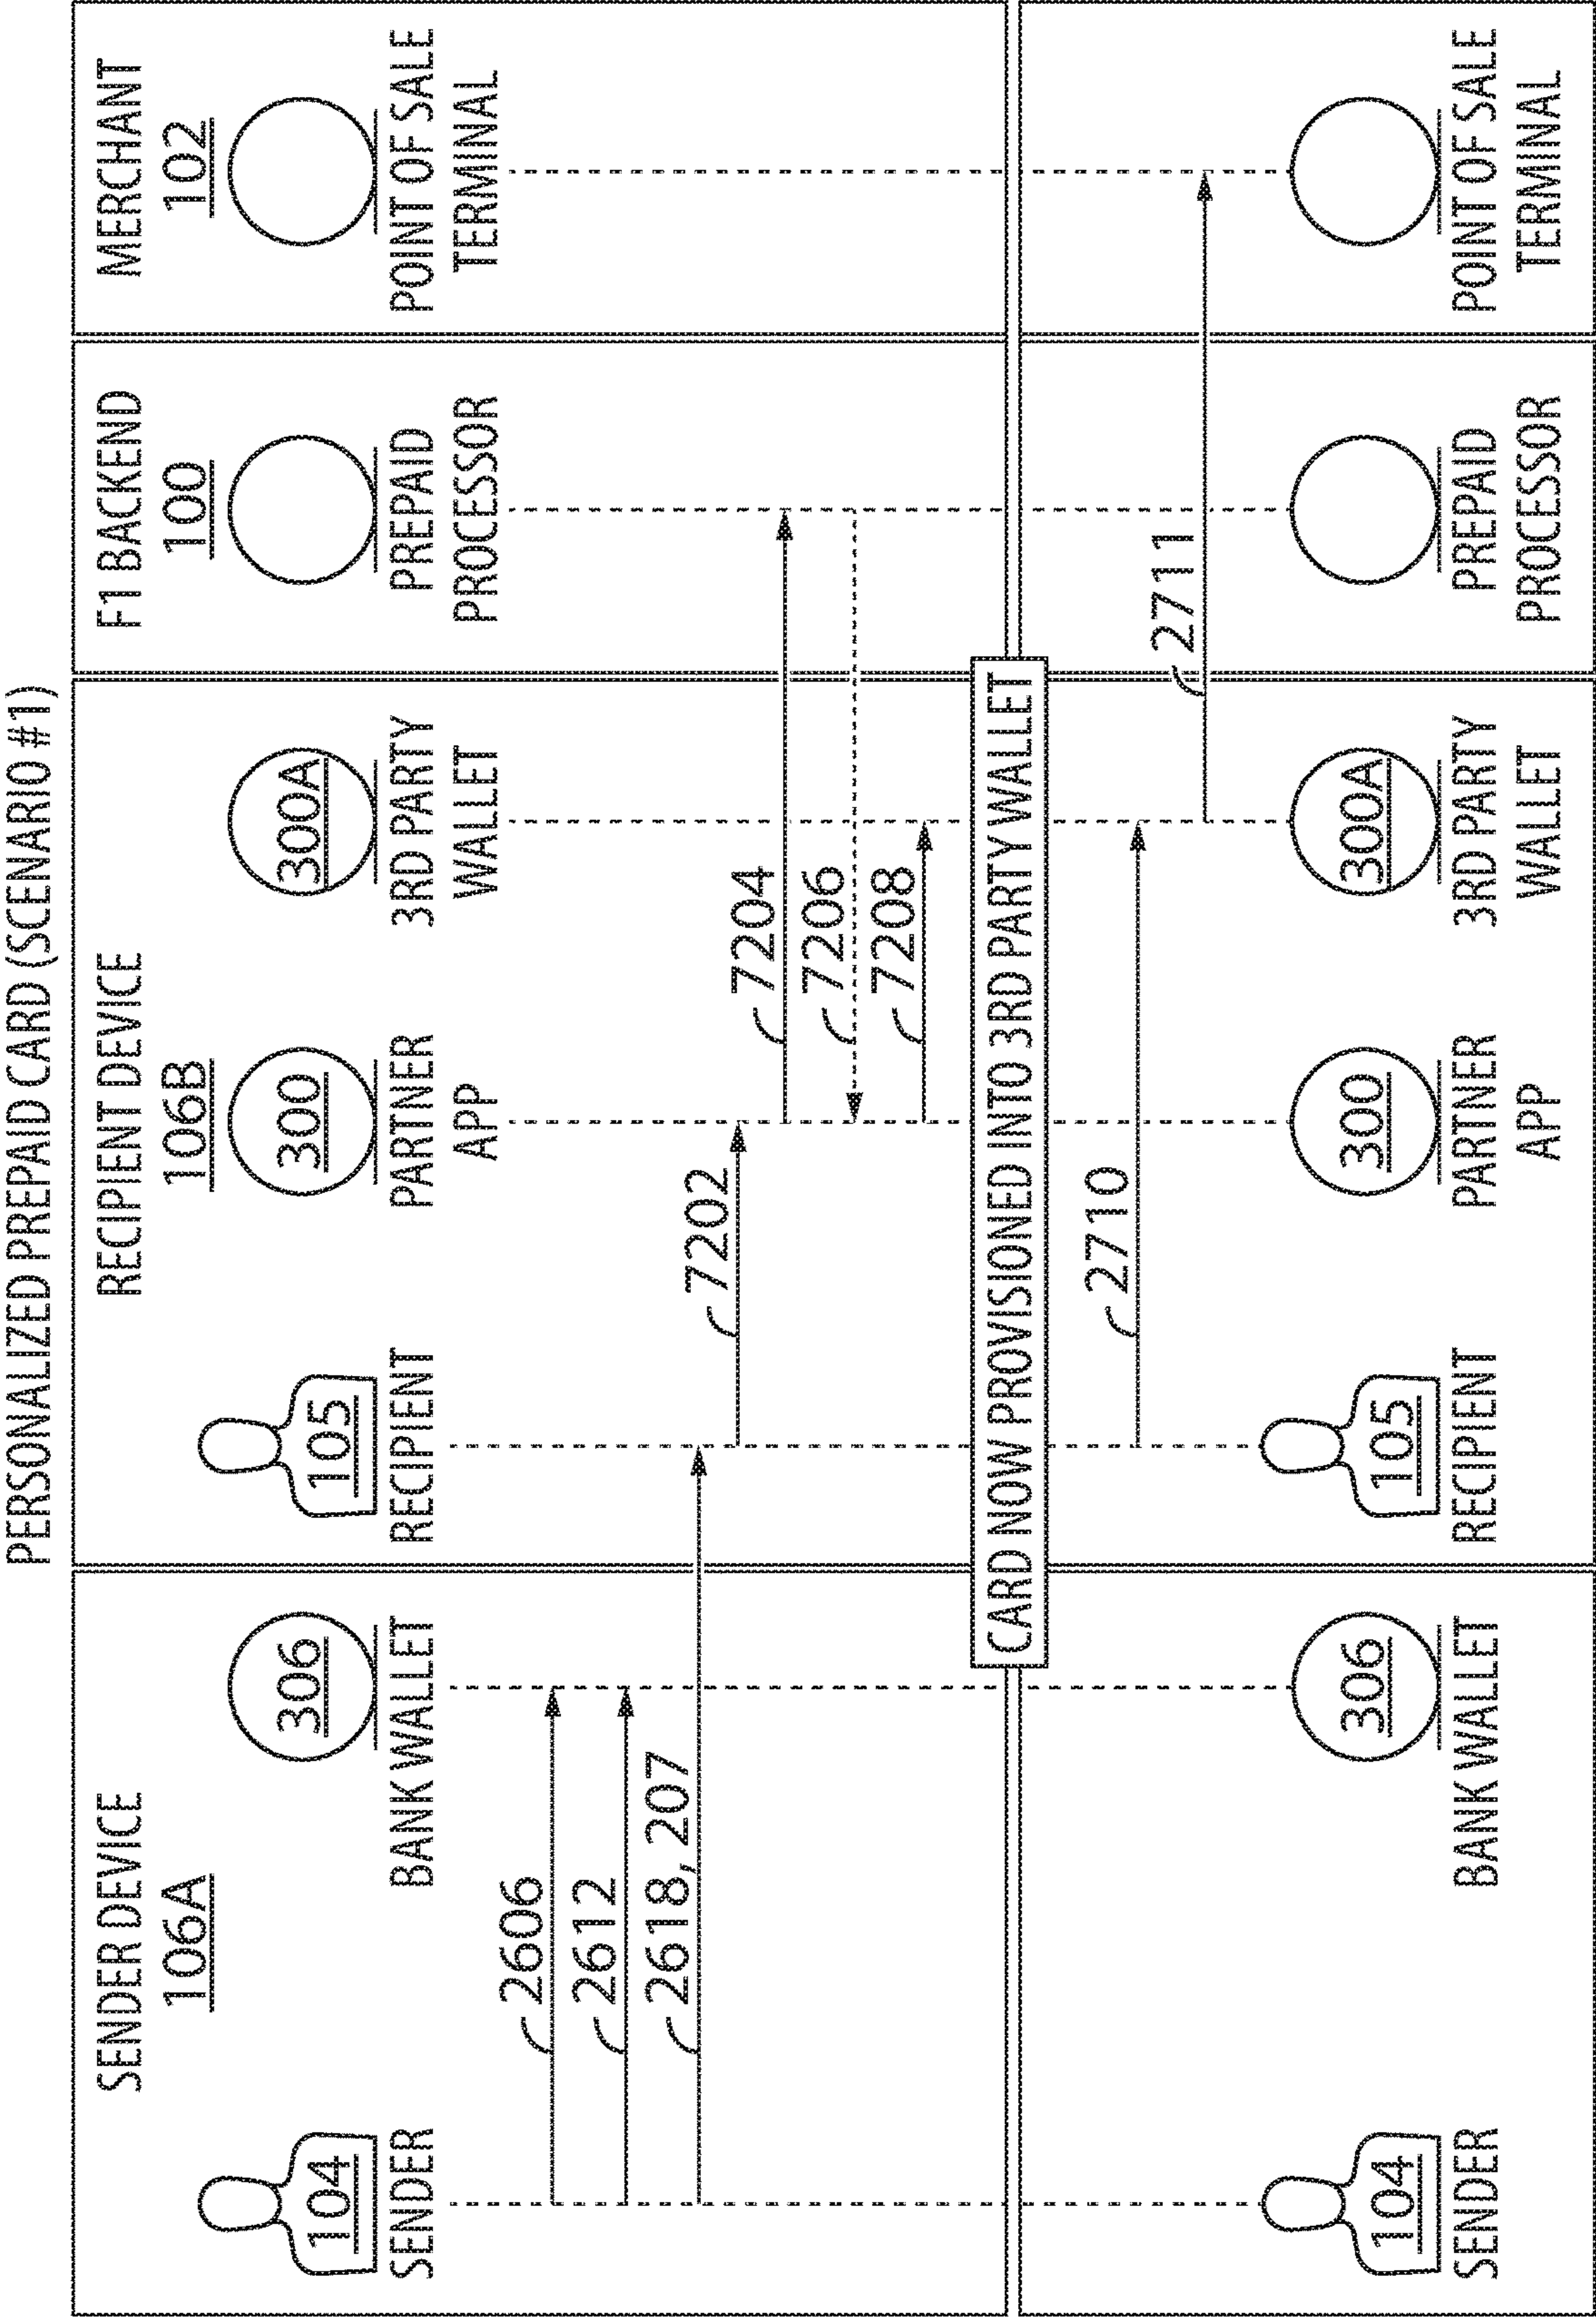 PERSONALIZED PREPAID CARD (SCENARIO #1)
SENDER DEVICE
106A
RECIPIENT DEVICE
106B
F1 BACKEND
100
MERCHANT
102
104
SENDER
306
BANK WALLET
105
RECIPIENT
300
PARTNER
APP
300A
3RD PARTY
WALLET
PREPAID
PROCESSOR
POINT OF SALE
TERMINAL
2606
2612
2618, 207
7202
7204
7206
7208
CARD NOW PROVISIONED INTO 3RD PARTY WALLET
2710
2711
104
SENDER
306
BANK WALLET
105
RECIPIENT
300
PARTNER
APP
300A
3RD PARTY
WALLET
PREPAID
PROCESSOR
POINT OF SALE
TERMINAL